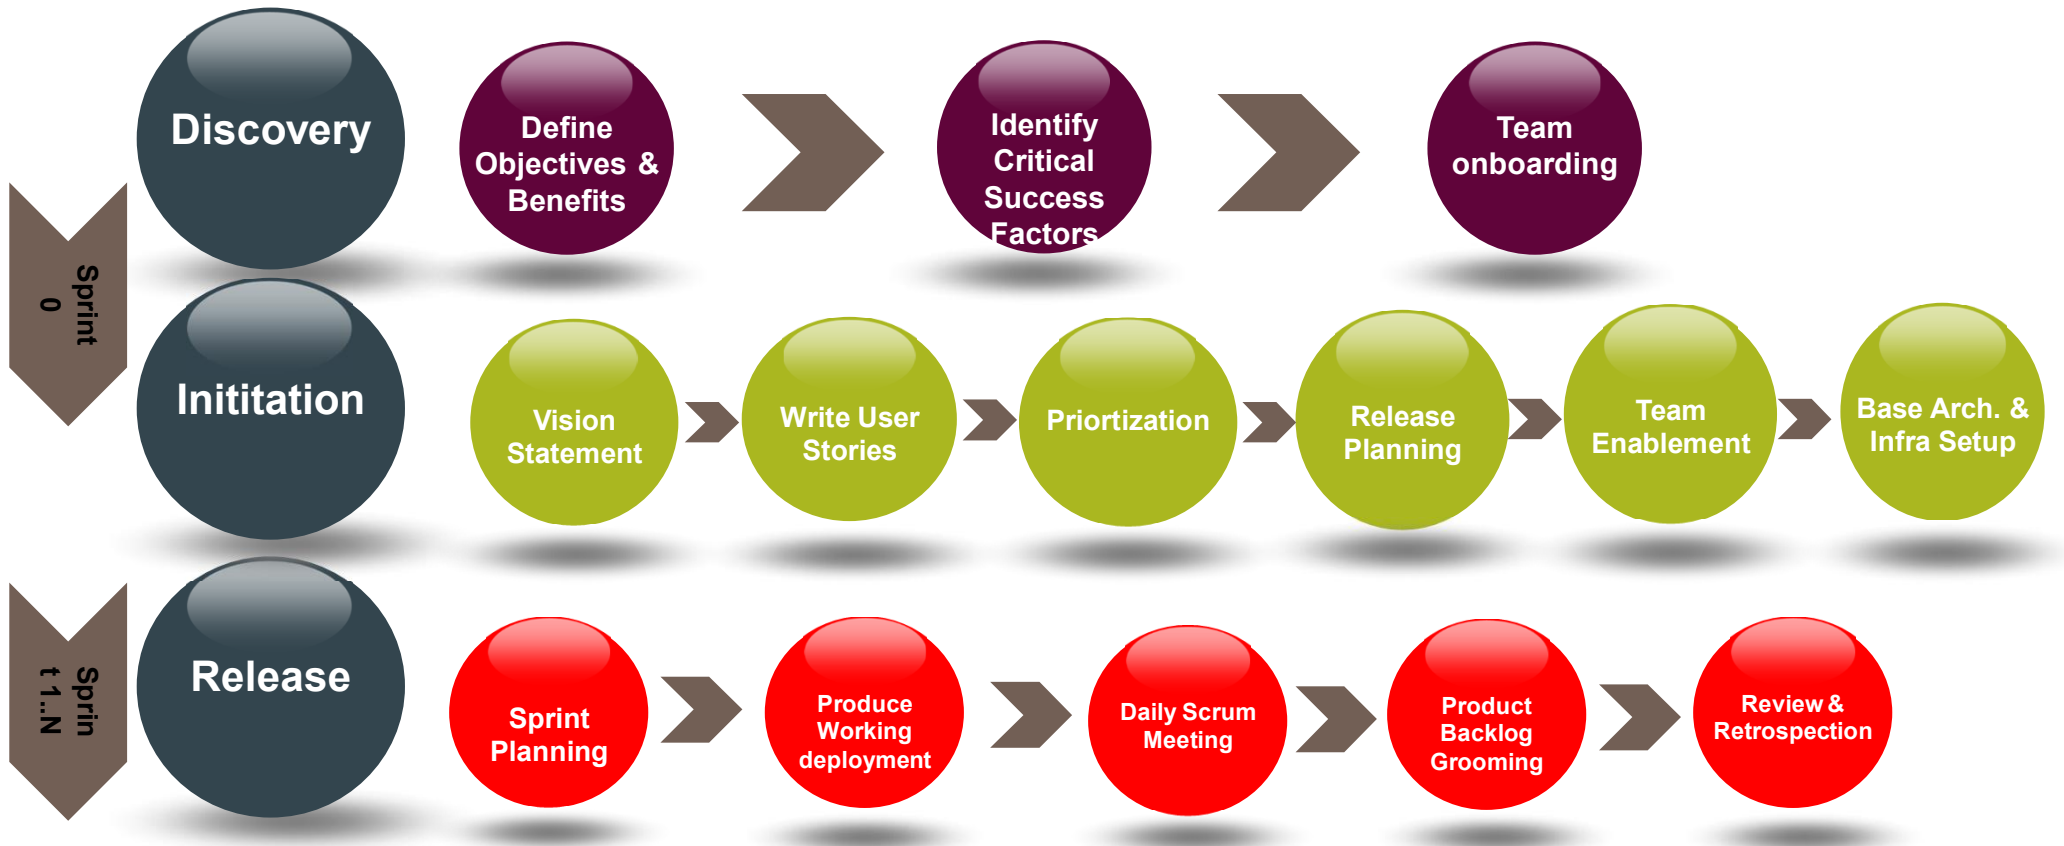 Discovery
Define
Objectives &
Benefits
Identify
Critical
Success
Factors
Team
onboarding
Sprint
0
Inititation
Vision
Statement
Write User
Stories
Priortization
Release
Planning
Team
Enablement
Base Arch. &
Infra Setup
Sprin
t 1..N
Release
Sprint
Planning
Produce
Working
deployment
Daily Scrum
Meeting
Product
Backlog
Grooming
Review &
Retrospection